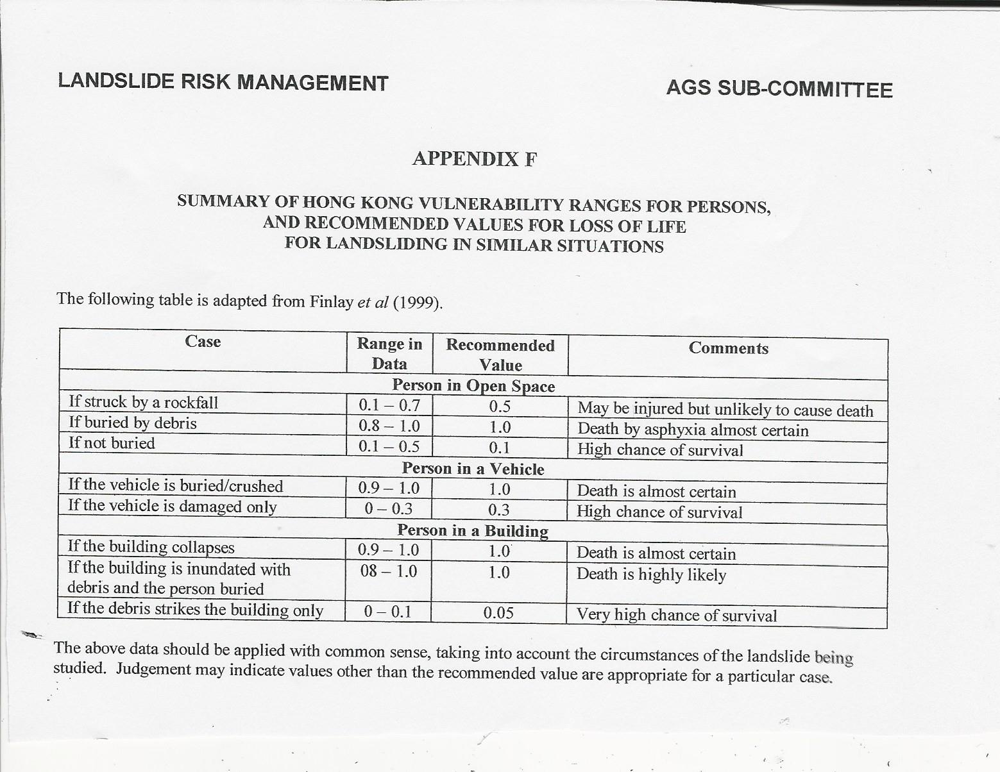 LANDSLIDE RISK MANAGEMENT AGS SUB-COMMITTEE
APPENDIX F
SUMMARY OF HONG KONG VULNERABILITY RANGES FOR PERSONS,
AND RECOMMENDED VALUES FOR LOSS OF LIFE
FOR LANDSLIDING IN SIMILAR SITUATIONS
The following table is adapted from Finlay et al (1999).
Case Range in Data Recommended Value Comments
Person in Open Space
If struck by a rockfall 0.1 – 0.7 0.5 May be injured but unlikely to cause death
If buried by debris 0.8 – 1.0 1.0 Death by asphyxia almost certain
If not buried 0.1 – 0.5 0.1 High chance of survival
Person in a Vehicle
If the vehicle is buried/crushed 0.9 – 1.0 1.0 Death is almost certain
If the vehicle is damaged only 0 – 0.3 0.3 High chance of survival
Person in a Building
If the building collapses 0.9 – 1.0 1.0 Death is almost certain
If the building is inundated with 08 – 1.0 1.0 Death is highly likely
debris and the person buried
If the debris strikes the building only 0 – 0.1 0.05 Very high chance of survival
The above data should be applied with common sense, taking into account the circumstances of the landslide being
studied. Judgement may indicate values other than the recommended value are appropriate for a particular case.